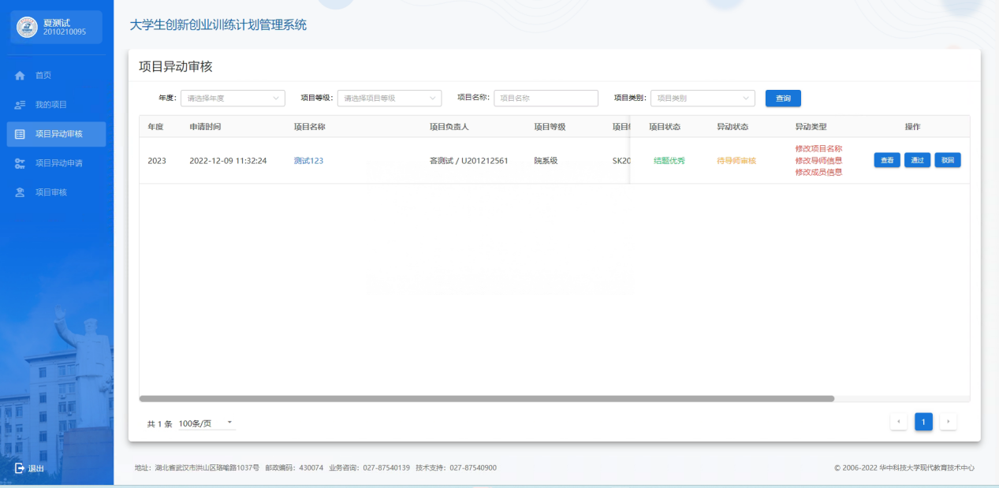 夏测试
2010210095
大学生创新创业训练计划管理系统
首页
我的项目
项目异动审核
项目异动申请
项目审核
退出
项目异动审核
年度: 请选择年度 项目等级: 请选择项目等级 项目名称: 项目名称 项目类别: 项目类别 查询
年度 申请时间 项目名称 项目负责人 项目等级 项目 项目状态 异动状态 异动类型 操作
2023 2022-12-09 11:32:24 测试123 吝测试 / U201212561 院系级 SK20 结题优秀 待导师审核 修改项目名称 查看 通过 驳回
修改导师信息
修改成员信息
共 1 条 100条/页 1
地址: 湖北省武汉市洪山区珞喻路1037号 邮政编码: 430074 业务咨询: 027-87540139 技术支持: 027-87540900 © 2006-2022 华中科技大学现代教育技术中心